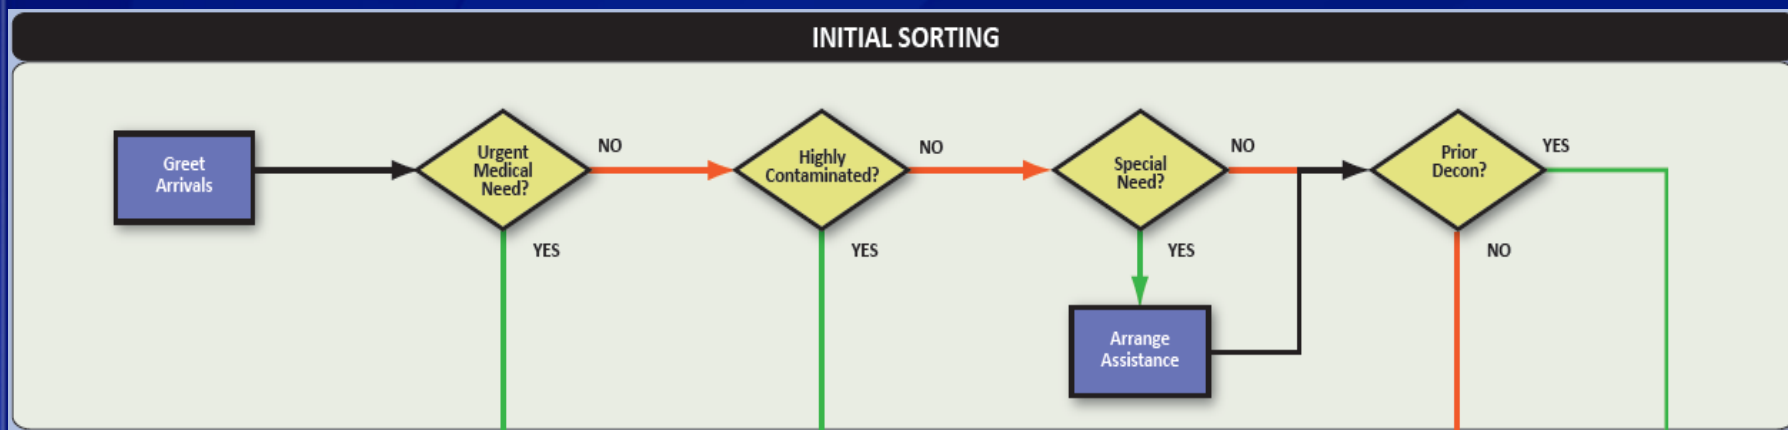 INITIAL SORTING
Greet
Arrivals
Urgent
Medical
Need?
NO
YES
Highly
Contaminated?
NO
YES
Special
Need?
NO
YES
Arrange
Assistance
Prior
Decon?
YES
NO